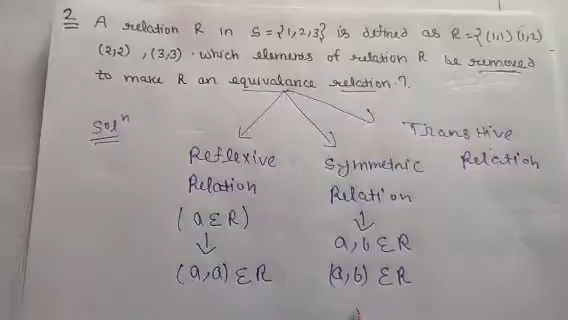 2 A relation R in S = {1,2,3} is defined as R = {(1,1) (1,2)
(2,2) , (3,3) . which elements of relation R be removed
to make R an equivalance relation ?
Solⁿ
Transitive
Relation
Reflexive
Relation
(a Ɛ R)
↓
(a,a) Ɛ R
Symmetric
Relation
↓
a,b Ɛ R
(a,b) Ɛ R